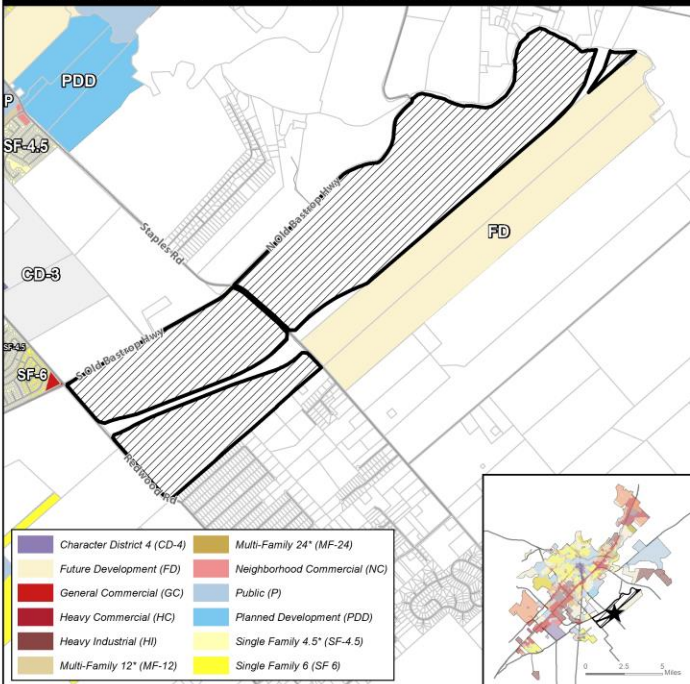 PDD
P
SF-4.5
Staples Rd
N Old Bastrop Hwy
FD
CD-3
SF-4.5
S Old Bastrop Hwy
SF-6
Redwood Rd
Character District 4 (CD-4)
Future Development (FD)
General Commercial (GC)
Heavy Commercial (HC)
Heavy Industrial (HI)
Multi-Family 12* (MF-12)
Multi-Family 24* (MF-24)
Neighborhood Commercial (NC)
Public (P)
Planned Development (PDD)
Single Family 4.5* (SF-4.5)
Single Family 6 (SF 6)
0 2.5 5
Miles